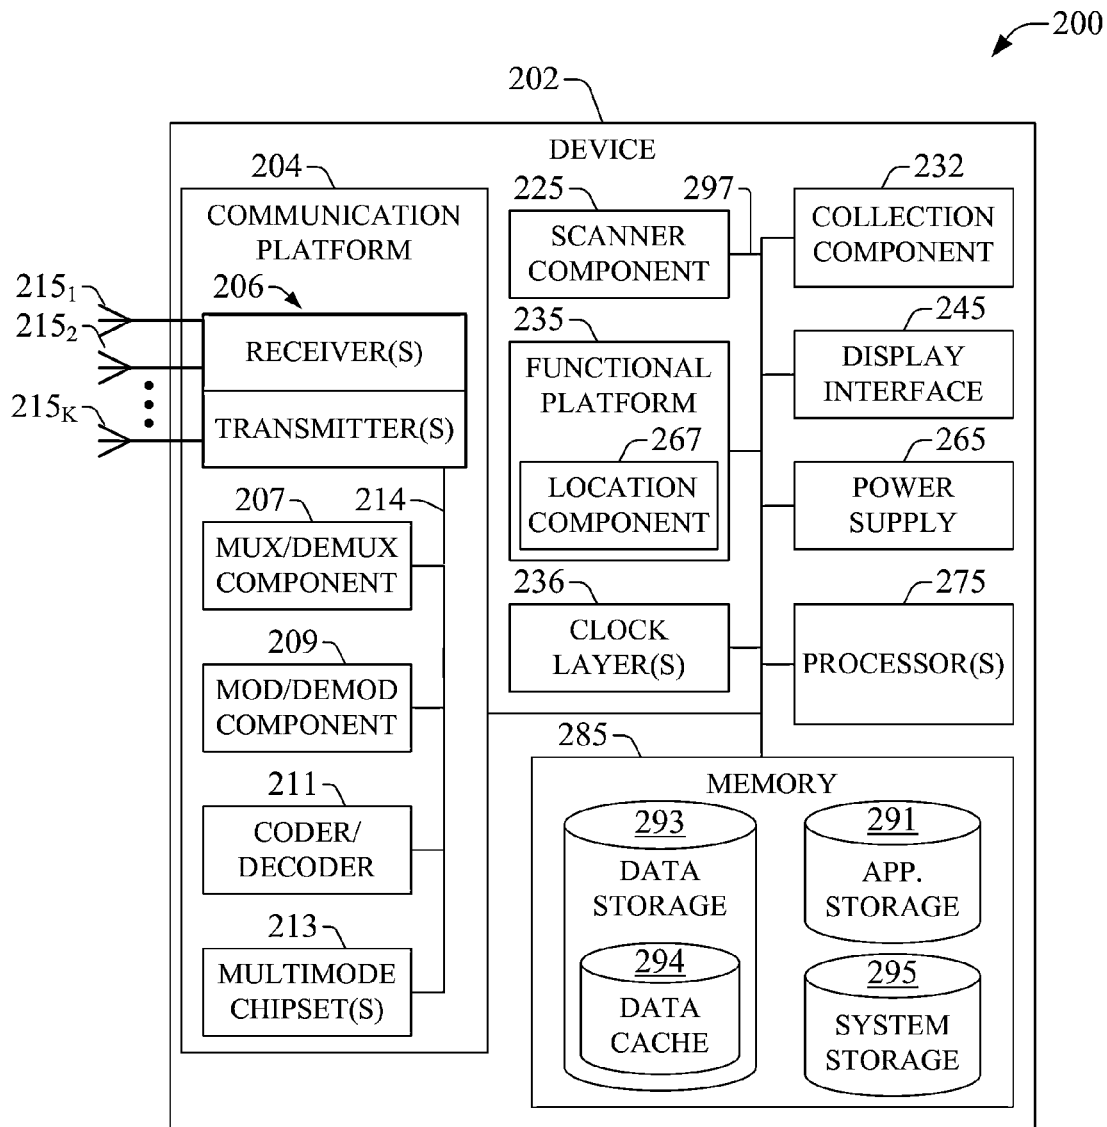 200
202
DEVICE
204
COMMUNICATION
PLATFORM
215₁
215₂
215K
206
RECEIVER(S)
TRANSMITTER(S)
214
207
MUX/DEMUX
COMPONENT
209
MOD/DEMOD
COMPONENT
211
CODER/
DECODER
213
MULTIMODE
CHIPSET(S)
225
SCANNER
COMPONENT
297
235
FUNCTIONAL
PLATFORM
267
LOCATION
COMPONENT
236
CLOCK
LAYER(S)
232
COLLECTION
COMPONENT
245
DISPLAY
INTERFACE
265
POWER
SUPPLY
275
PROCESSOR(S)
285
MEMORY
293
DATA
STORAGE
294
DATA
CACHE
291
APP.
STORAGE
295
SYSTEM
STORAGE